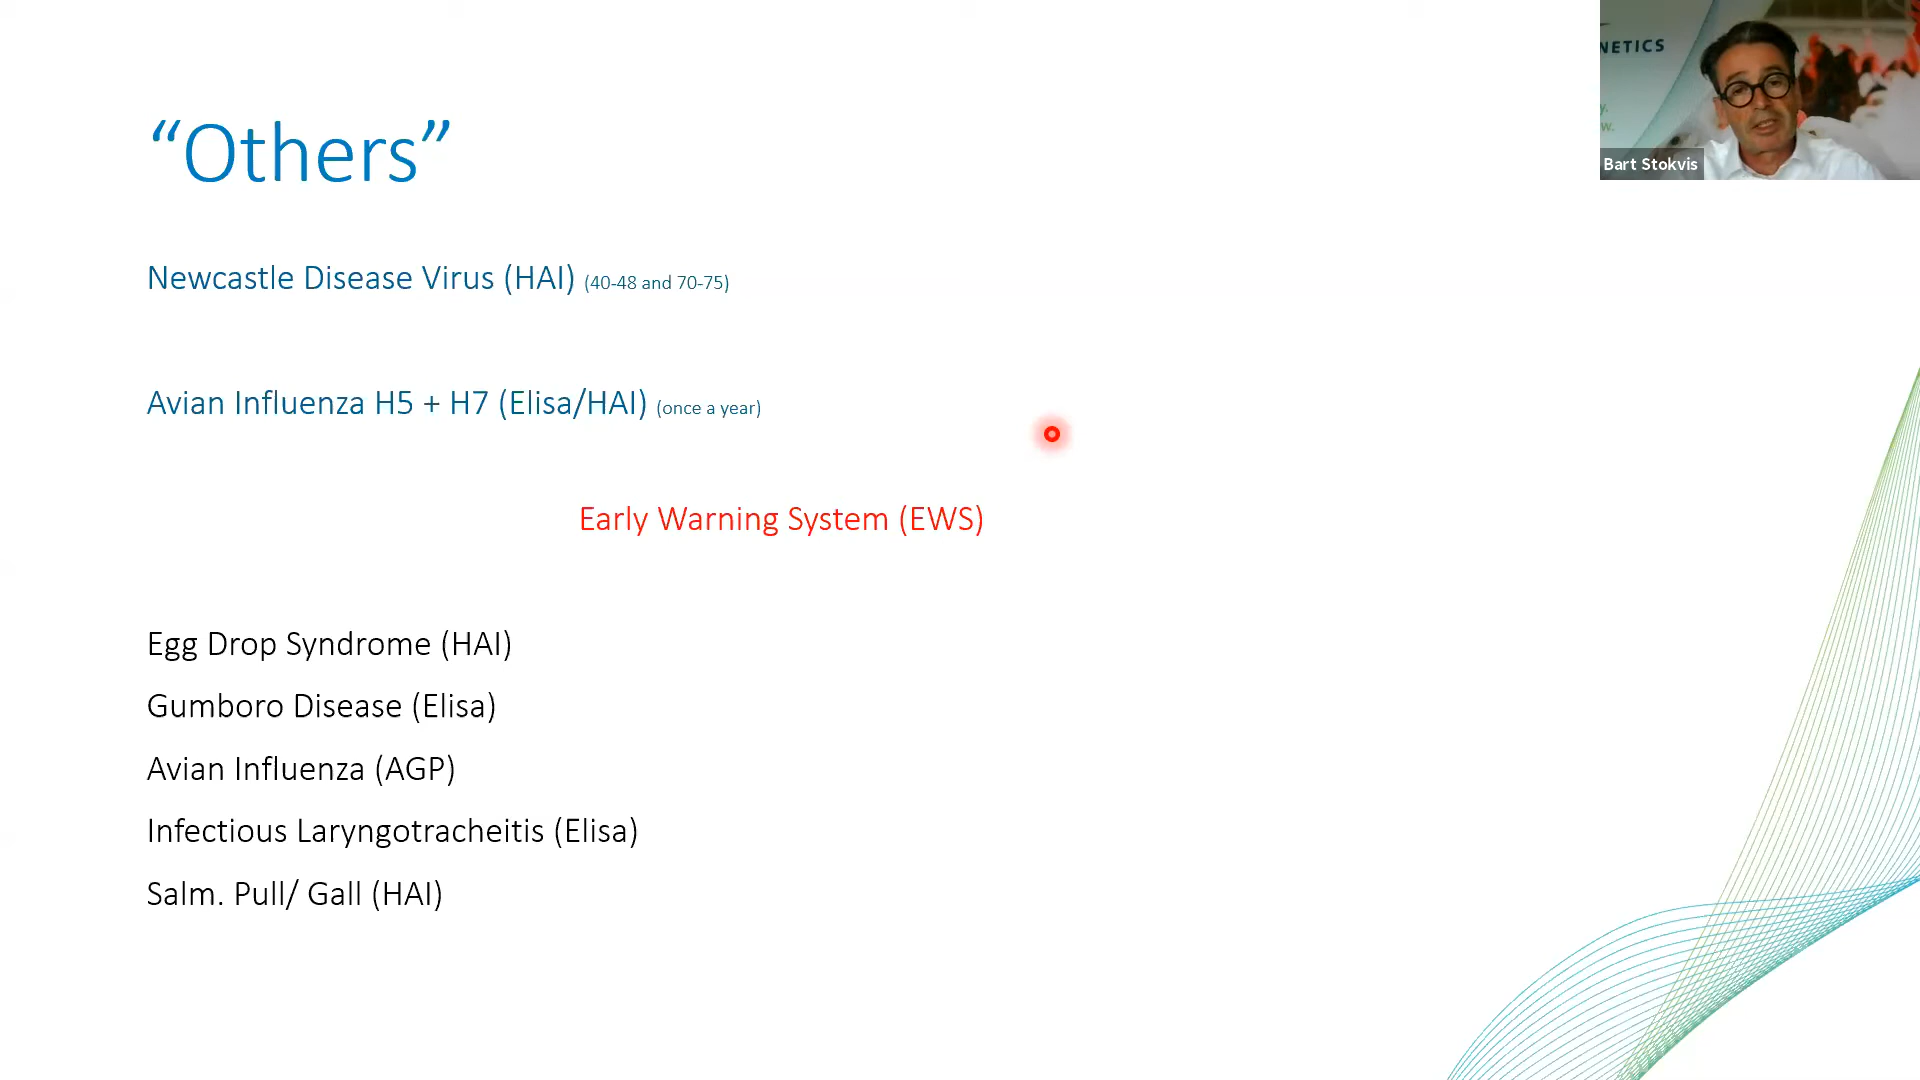 “Others”
NETICS
y.
w.
Bart Stokvis
Newcastle Disease Virus (HAI) (40-48 and 70-75)
Avian Influenza H5 + H7 (Elisa/HAI) (once a year)
Early Warning System (EWS)
Egg Drop Syndrome (HAI)
Gumboro Disease (Elisa)
Avian Influenza (AGP)
Infectious Laryngotracheitis (Elisa)
Salm. Pull/ Gall (HAI)